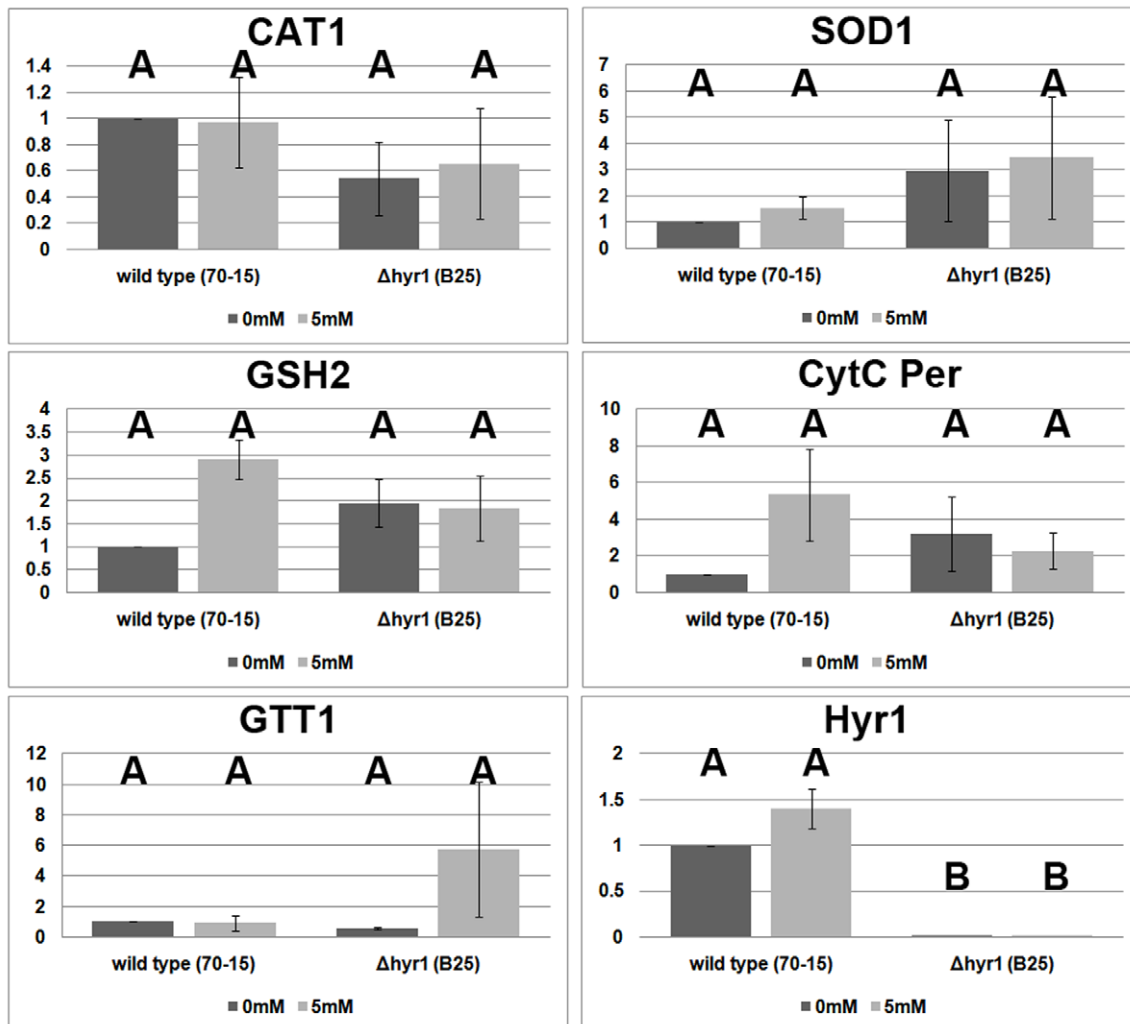 CAT1
A A A A
1.4
1.2
1
0.8
0.6
0.4
0.2
0
wild type (70-15) Δhyr1 (B25)
0mM 5mM
SOD1
A A A A
7
6
5
4
3
2
1
0
wild type (70-15) Δhyr1 (B25)
0mM 5mM
GSH2
A A A A
4
3.5
3
2.5
2
1.5
1
0.5
0
wild type (70-15) Δhyr1 (B25)
0mM 5mM
CytC Per
A A A A
10
8
6
4
2
0
wild type (70-15) Δhyr1 (B25)
0mM 5mM
GTT1
A A A A
12
10
8
6
4
2
0
wild type (70-15) Δhyr1 (B25)
0mM 5mM
Hyr1
A A
2
1.5
1
B B
0.5
0
wild type (70-15) Δhyr1 (B25)
0mM 5mM